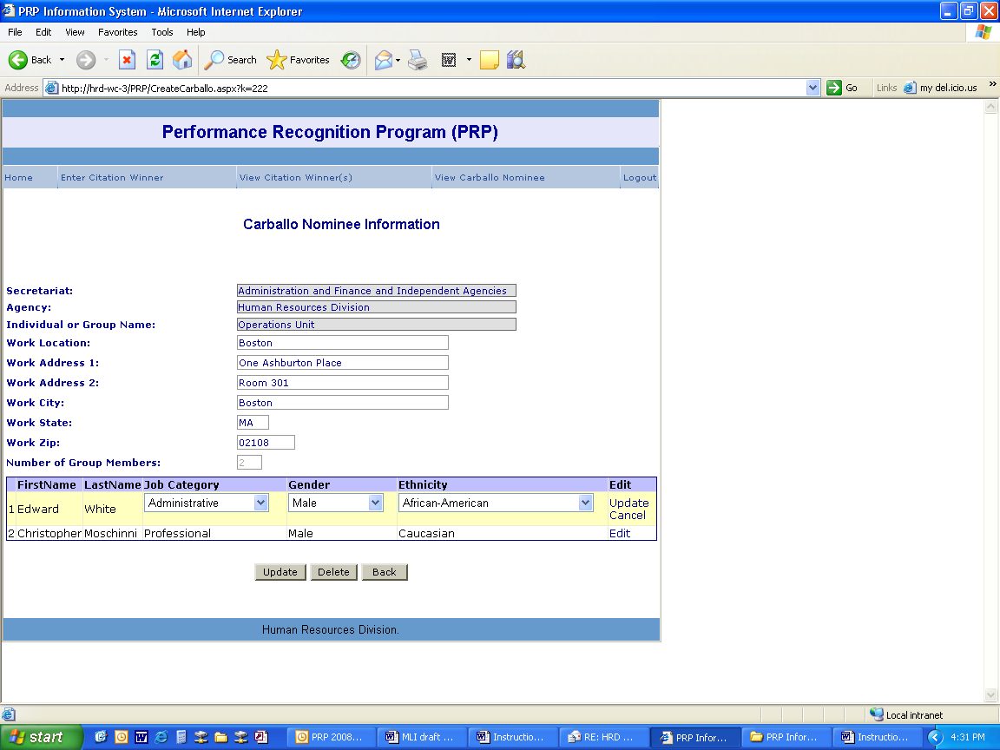 PRP Information System - Microsoft Internet Explorer
File Edit View Favorites Tools Help
Back Search Favorites
Address http://hrd-wc-3/PRP/CreateCarballo.aspx?k=222 Go Links my del.icio.us »
Performance Recognition Program (PRP)
Home Enter Citation Winner View Citation Winner(s) View Carballo Nominee Logout
Carballo Nominee Information
Secretariat: Administration and Finance and Independent Agencies
Agency: Human Resources Division
Individual or Group Name: Operations Unit
Work Location: Boston
Work Address 1: One Ashburton Place
Work Address 2: Room 301
Work City: Boston
Work State: MA
Work Zip: 02108
Number of Group Members: 2
FirstName LastName Job Category Gender Ethnicity Edit
1 Edward White Administrative Male African-American Update
Cancel
2 Christopher Moschinni Professional Male Caucasian Edit
Update Delete Back
Human Resources Division.
Local intranet
start PRP 2008... MLI draft ... Instructio... RE: HRD ... PRP Infor... PRP Infor... Instructio... 4:31 PM